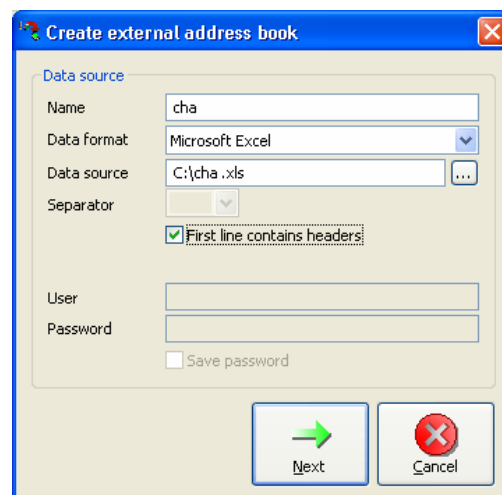 Create external address book
Data source
Name cha
Data format Microsoft Excel
Data source C:\cha .xls ...
Separator
First line contains headers
User
Password
Save password
Next Cancel